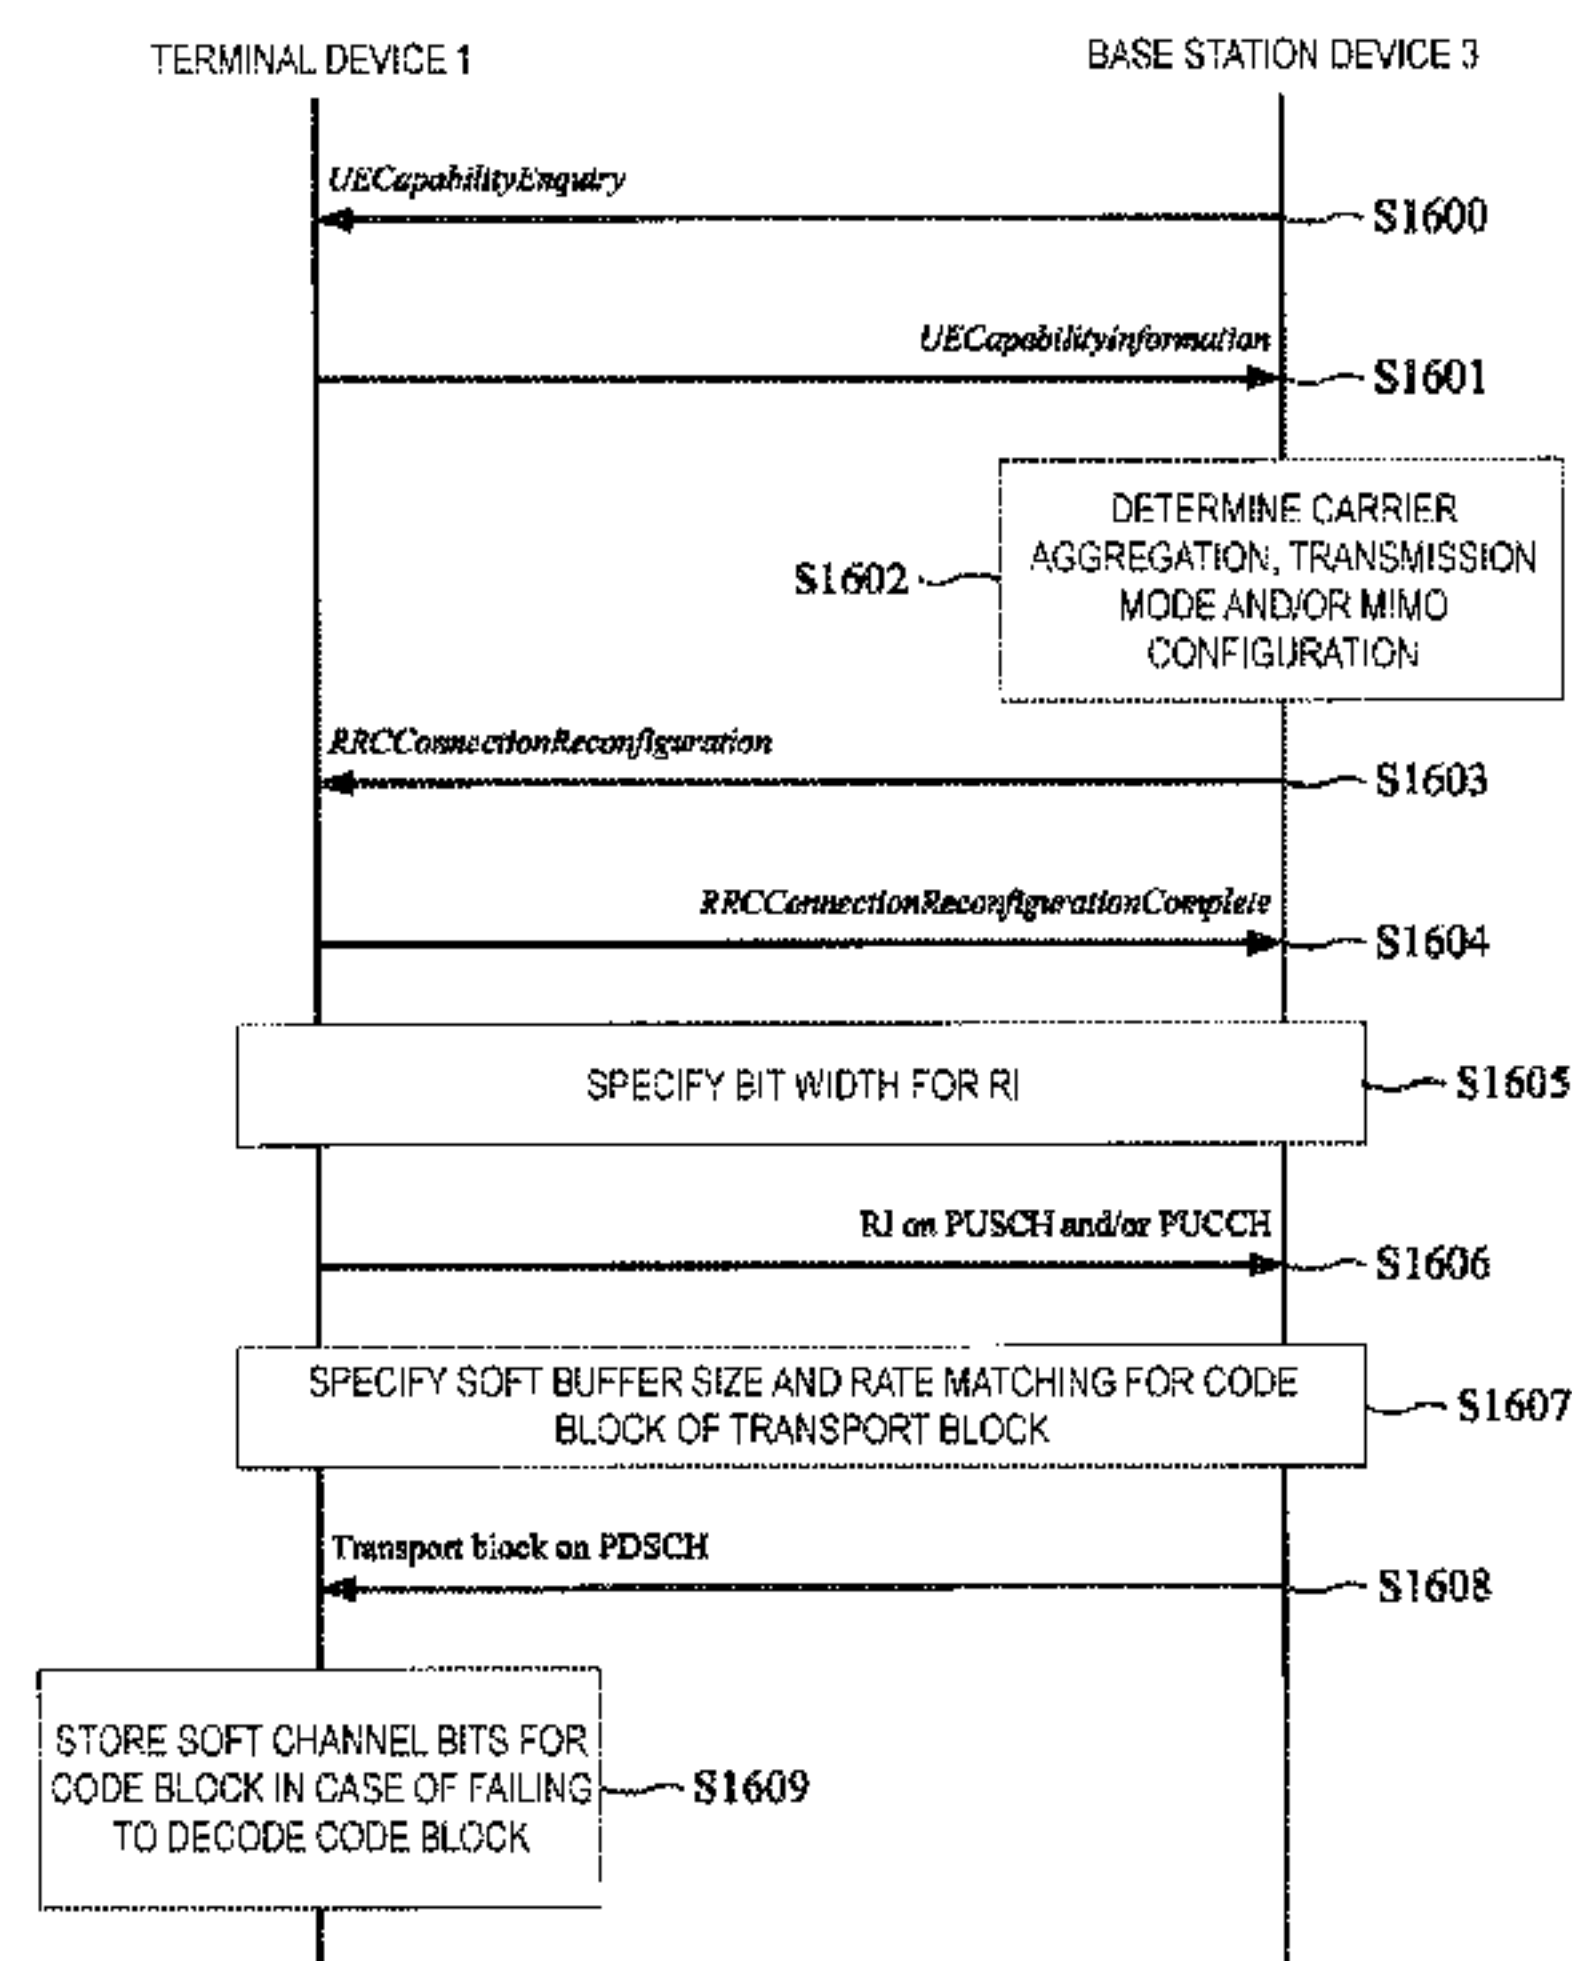 TERMINAL DEVICE 1
BASE STATION DEVICE 3
UECapabilityEnquiry
S1600
UECapabilityInformation
S1601
DETERMINE CARRIER
AGGREGATION, TRANSMISSION
MODE AND/OR MIMO
CONFIGURATION
S1602
RRCConnectionReconfiguration
S1603
RRCConnectionReconfigurationComplete
S1604
SPECIFY BIT WIDTH FOR RI
S1605
RI on PUSCH and/or PUCCH
S1606
SPECIFY SOFT BUFFER SIZE AND RATE MATCHING FOR CODE
BLOCK OF TRANSPORT BLOCK
S1607
Transport block on PDSCH
S1608
STORE SOFT CHANNEL BITS FOR
CODE BLOCK IN CASE OF FAILING
TO DECODE CODE BLOCK
S1609